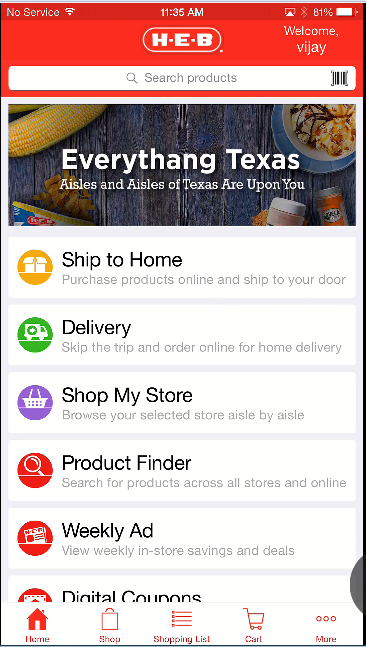 No Service 11:35 AM 81%
H-E-B
Welcome,
vijay
Search products
Everythang Texas
Aisles and Aisles of Texas Are Upon You
Ship to Home
Purchase products online and ship to your door
Delivery
Skip the trip and order online for home delivery
Shop My Store
Browse your selected store aisle by aisle
Product Finder
Search for products across all stores and online
Weekly Ad
View weekly in-store savings and deals
Digital Coupons
Home Shop Shopping List Cart More